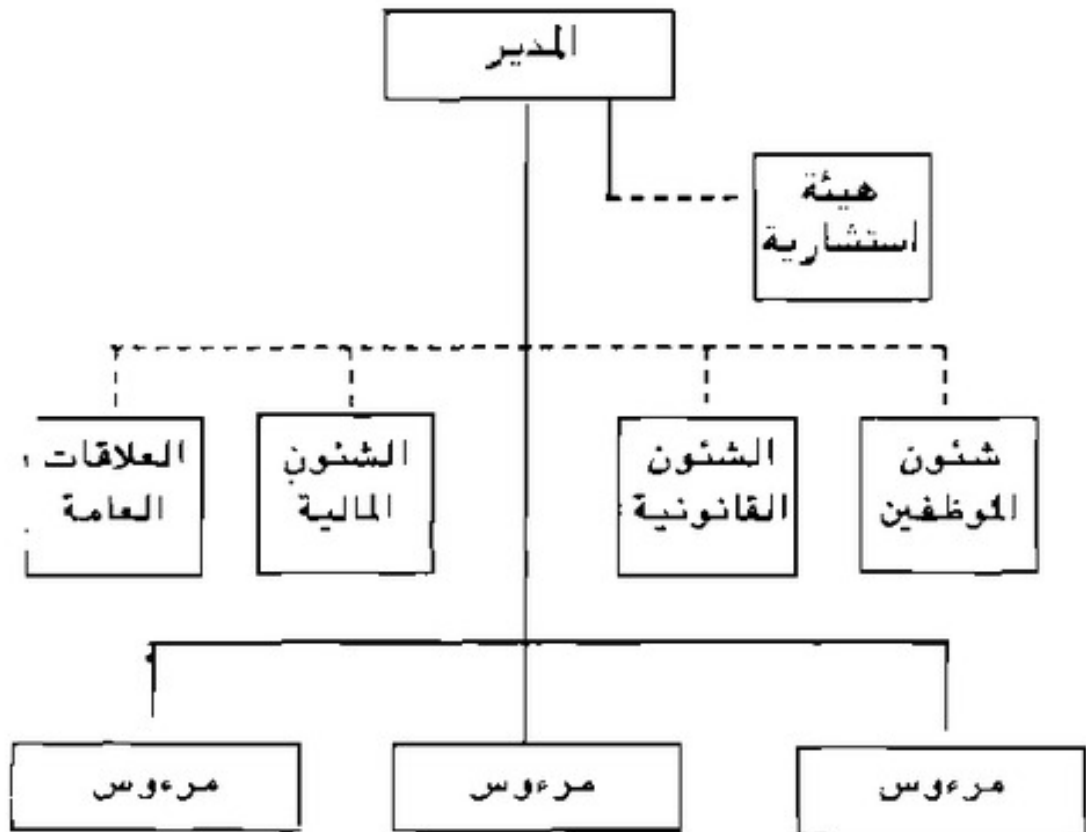 المدير
هيئة
استشارية
شئون
الموظفين
الشئون
القانونية
الشئون
المالية
العلاقات
العامة
مرءوس
مرءوس
مرءوس